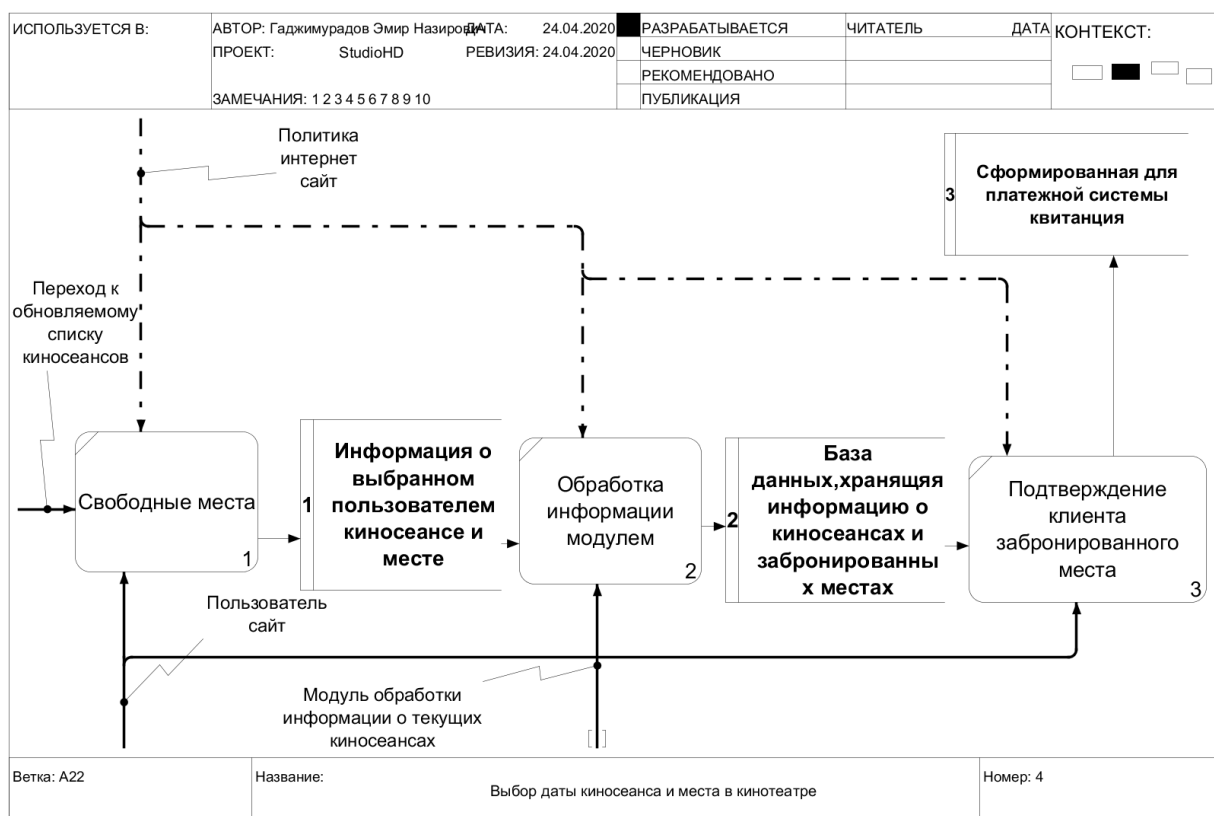 ИСПОЛЬЗУЕТСЯ В:
АВТОР: Гаджимурадов Эмир Назирович
ДАТА: 24.04.2020
ПРОЕКТ: StudioHD
РЕВИЗИЯ: 24.04.2020
ЗАМЕЧАНИЯ: 1 2 3 4 5 6 7 8 9 10
РАЗРАБАТЫВАЕТСЯ
ЧЕРНОВИК
РЕКОМЕНДОВАНО
ПУБЛИКАЦИЯ
ЧИТАТЕЛЬ
ДАТА
КОНТЕКСТ:
Политика
интернет
сайт
3
Сформированная для
платежной системы
квитанция
Переход к
обновляемому
списку
киносеансов
Свободные места
1
1
Информация о
выбранном
пользователем
киносеансе и
месте
Обработка
информации
модулем
2
2
База
данных,хранящяя
информацию о
киносеансах и
забронированны
х местах
Подтверждение
клиента
забронированного
места
3
Пользователь
сайт
Модуль обработки
информации о текущих
киносеансах
Ветка: A22
Название:
Выбор даты киносеанса и места в кинотеатре
Номер: 4